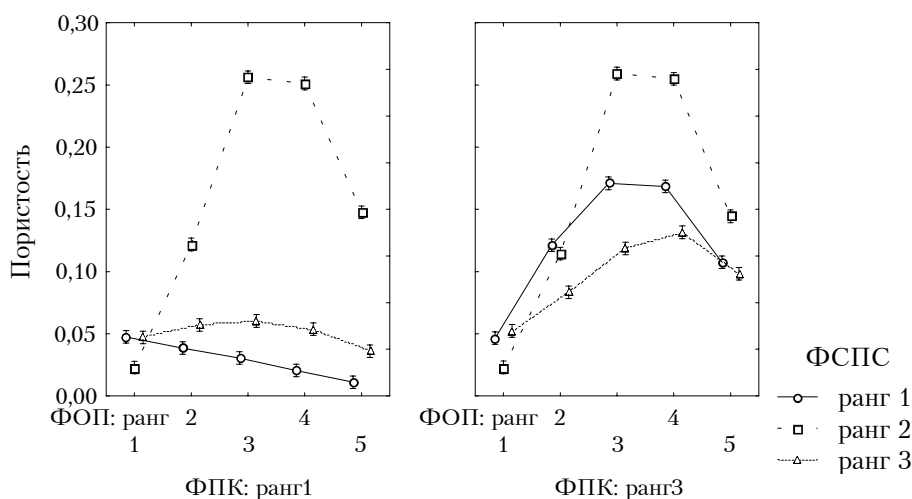 0,30
0,25
0,20
0,15
0,10
0,05
0,00
Пористость
ФОП: ранг 2 4
1 3 5
ФПК: ранг1
ФОП: ранг 2 4
1 3 5
ФПК: ранг3
ФСПС
ранг 1
ранг 2
ранг 3